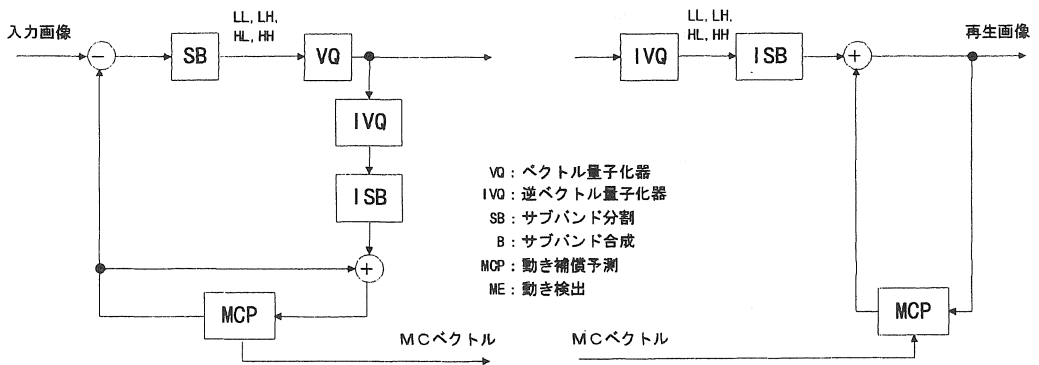 入力画像
LL, LH,
HL, HH
SB
VQ
IVQ
ISB
MCP
MCベクトル
VQ：ベクトル量子化器
IVQ：逆ベクトル量子化器
SB：サブバンド分割
B：サブバンド合成
MCP：動き補償予測
ME：動き検出
LL, LH,
HL, HH
再生画像
IVQ
ISB
MCP
MCベクトル